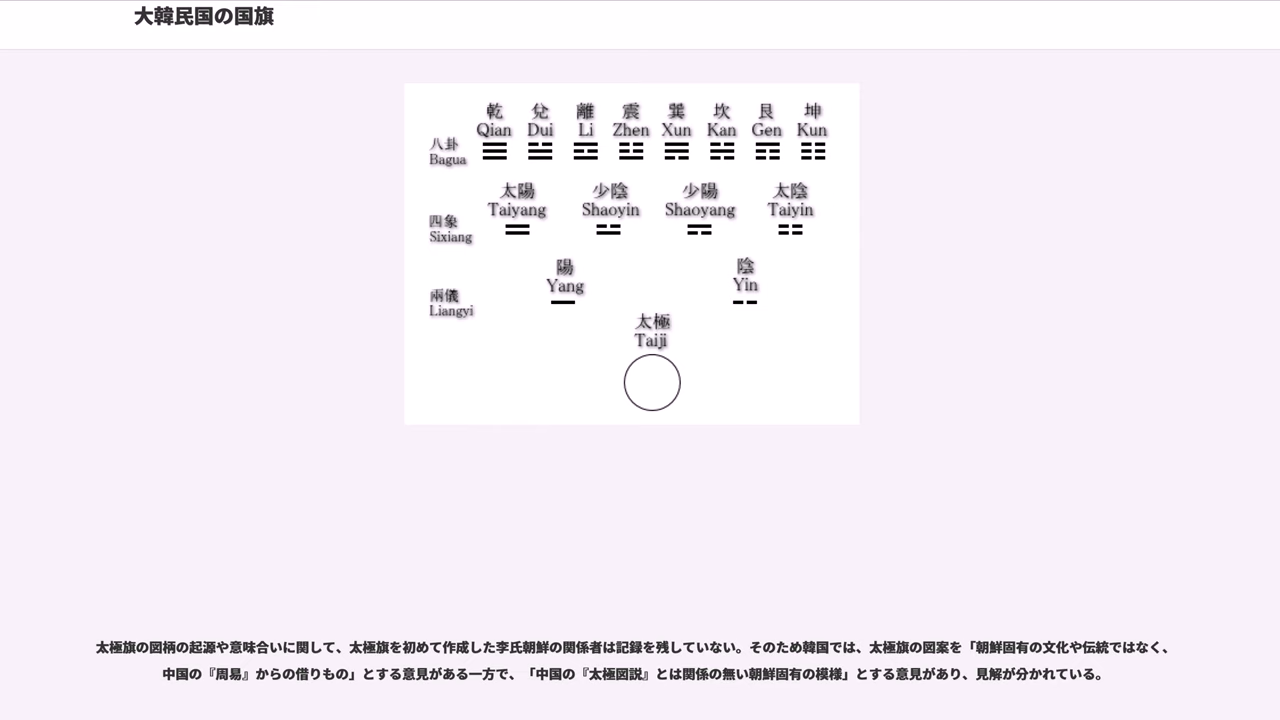 大韓民国の国旗
乾 兌 離 震 巽 坎 艮 坤
Qian Dui Li Zhen Xun Kan Gen Kun
八卦
Bagua
太陽 少陰 少陽 太陰
Taiyang Shaoyin Shaoyang Taiyin
四象
Sixiang
陽 陰
Yang Yin
兩儀
Liangyi
太極
Taiji
太極旗の図柄の起源や意味合いに関して、太極旗を初めて作成した李氏朝鮮の関係者は記録を残していない。そのため韓国では、太極旗の図案を「朝鮮固有の文化や伝統ではなく、
中国の『周易』からの借りもの」とする意見がある一方で、「中国の『太極図説』とは関係の無い朝鮮固有の模様」とする意見があり、見解が分かれている。